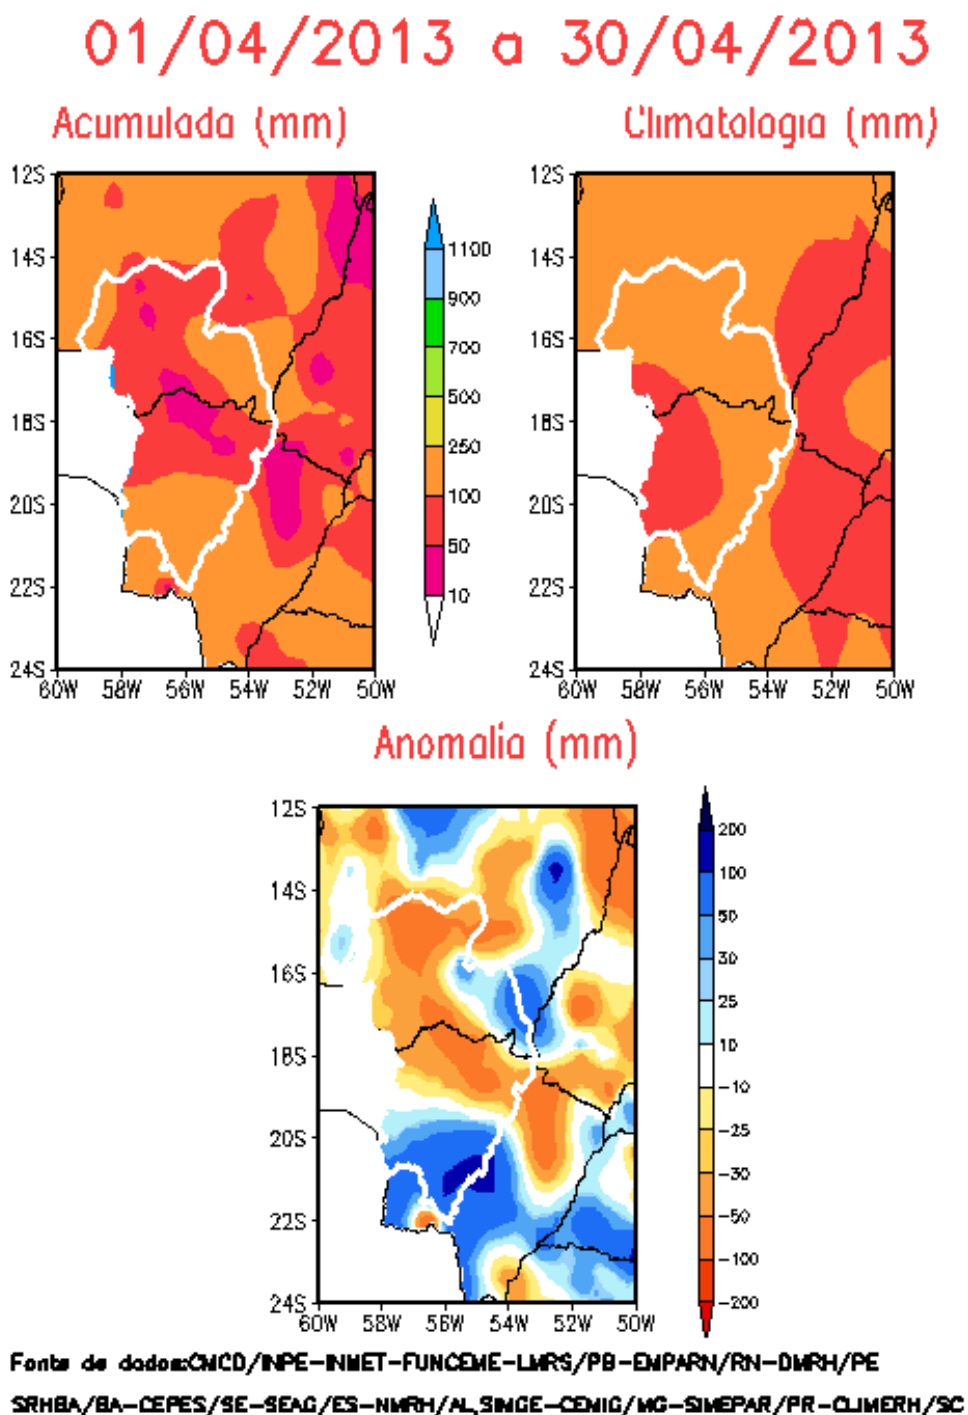 01/04/2013 a 30/04/2013
Acumulada (mm)
Climatologia (mm)
12S
14S
16S
18S
20S
22S
24S
60W 58W 56W 54W 52W 50W
1100
900
700
500
250
100
50
10
12S
14S
16S
18S
20S
22S
24S
60W 58W 56W 54W 52W 50W
Anomalia (mm)
12S
14S
16S
18S
20S
22S
24S
60W 58W 56W 54W 52W 50W
200
100
50
30
25
10
-10
-25
-30
-50
-100
-200
Fonte de dados:CMCD/INPE-INMET-FUNCEME-LMRS/PB-EMPARN/RN-DMRH/PE
SRHBA/BA-CEPES/SE-SEAG/ES-NMRH/AL,SIMGE-CEMIG/MG-SIMEPAR/PR-CLIMERH/SC